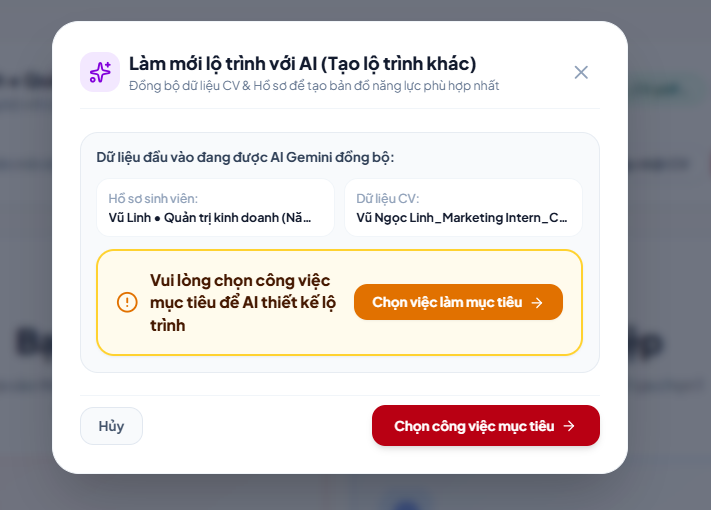 Làm mới lộ trình với AI (Tạo lộ trình khác)
Đồng bộ dữ liệu CV & Hồ sơ để tạo bản đồ năng lực phù hợp nhất
Dữ liệu đầu vào đang được AI Gemini đồng bộ:
Hồ sơ sinh viên:
Vũ Linh • Quản trị kinh doanh (Nă...
Dữ liệu CV:
Vũ Ngọc Linh_Marketing Intern_C...
Vui lòng chọn công việc
mục tiêu để AI thiết kế lộ
trình
Chọn việc làm mục tiêu →
Hủy
Chọn công việc mục tiêu →